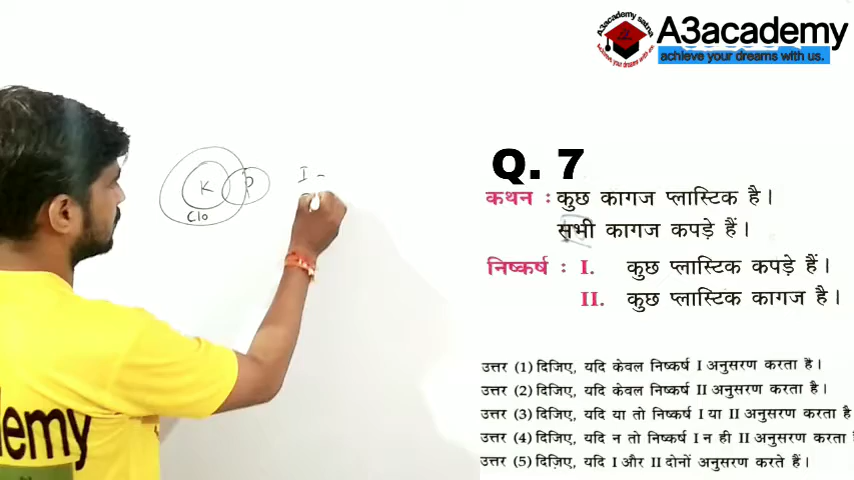 A3academy satna
A3academy
achieve your dreams with us.
Q. 7
कथन : कुछ कागज प्लास्टिक है।
सभी कागज कपड़े हैं।
निष्कर्ष : I. कुछ प्लास्टिक कपड़े हैं।
II. कुछ प्लास्टिक कागज है।
K P I -
Clo
उत्तर (1) दिजिए, यदि केवल निष्कर्ष I अनुसरण करता है।
उत्तर (2) दिजिए, यदि केवल निष्कर्ष II अनुसरण करता है।
उत्तर (3) दिजिए, यदि या तो निष्कर्ष I या II अनुसरण करता है
उत्तर (4) दिजिए, यदि न तो निष्कर्ष I न ही II अनुसरण करता
उत्तर (5) दिज़िए, यदि I और II दोनों अनुसरण करते हैं।
emy